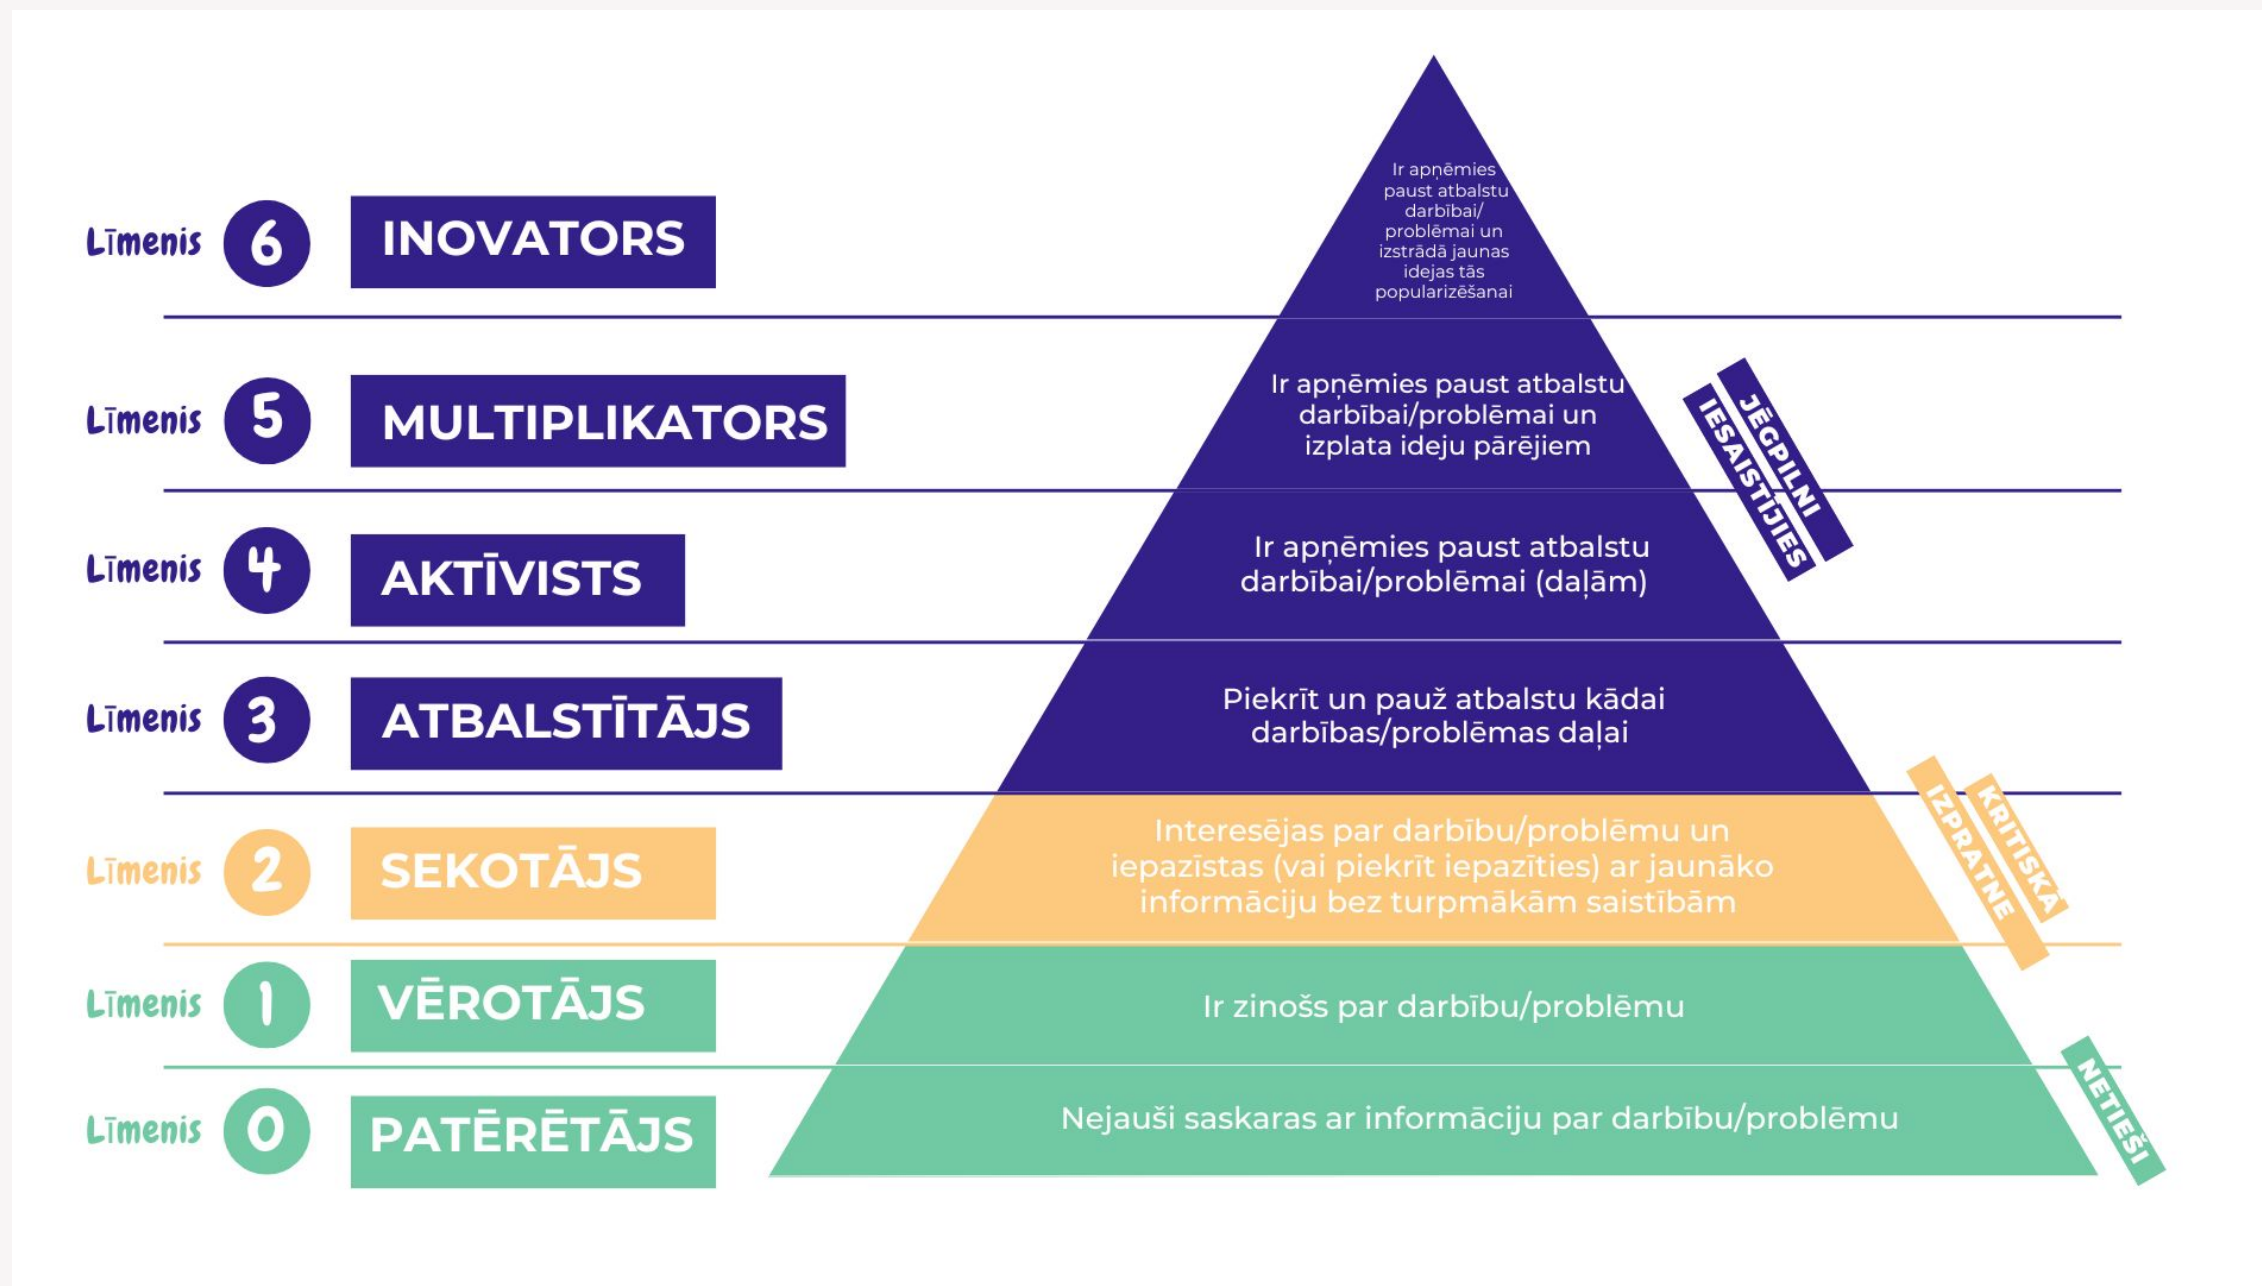 Līmenis 6 INOVATORS
Ir apņēmies
paust atbalstu
darbībai/
problēmai un
izstrādā jaunas
idejas tās
popularizēšanai
Līmenis 5 MULTIPLIKATORS
Ir apņēmies paust atbalstu
darbībai/problēmai un
izplata ideju pārējiem
JĒGPILNI
IESAISTĪJIES
Līmenis 4 AKTĪVISTS
Ir apņēmies paust atbalstu
darbībai/problēmai (daļām)
Līmenis 3 ATBALSTĪTĀJS
Piekrīt un pauž atbalstu kādai
darbības/problēmas daļai
Līmenis 2 SEKOTĀJS
Interesējas par darbību/problēmu un
iepazīstas (vai piekrīt iepazīties) ar jaunāko
informāciju bez turpmākām saistībām
KRITISKA
IZPRATNE
Līmenis 1 VĒROTĀJS
Ir zinošs par darbību/problēmu
Līmenis 0 PATĒRĒTĀJS
Nejauši saskaras ar informāciju par darbību/problēmu
NETIEŠI